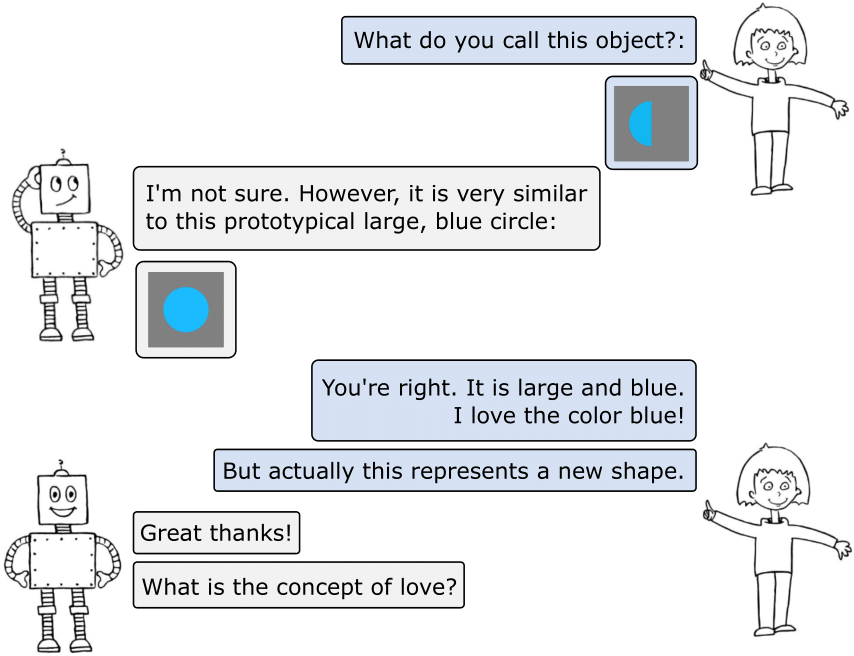 What do you call this object?:
I'm not sure. However, it is very similar
to this prototypical large, blue circle:
You're right. It is large and blue.
I love the color blue!
But actually this represents a new shape.
Great thanks!
What is the concept of love?